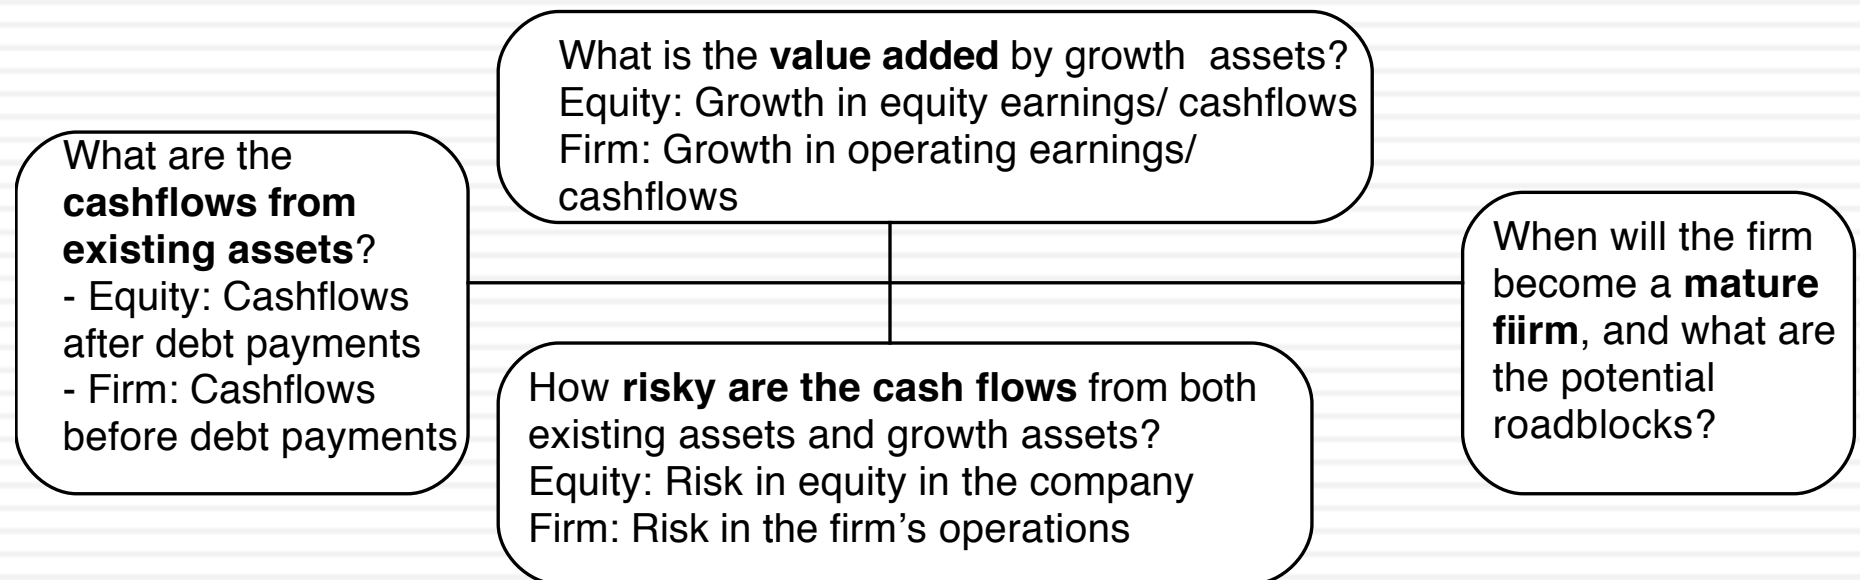 What is the value added by growth  assets?
Equity: Growth in equity earnings/ cashflows
Firm: Growth in operating earnings/
cashflows
What are the
cashflows from
existing assets?
- Equity: Cashflows
after debt payments
- Firm: Cashflows
before debt payments
When will the firm
become a mature
fiirm, and what are
the potential
roadblocks?
How risky are the cash flows from both
existing assets and growth assets?
Equity: Risk in equity in the company
Firm: Risk in the firm’s operations